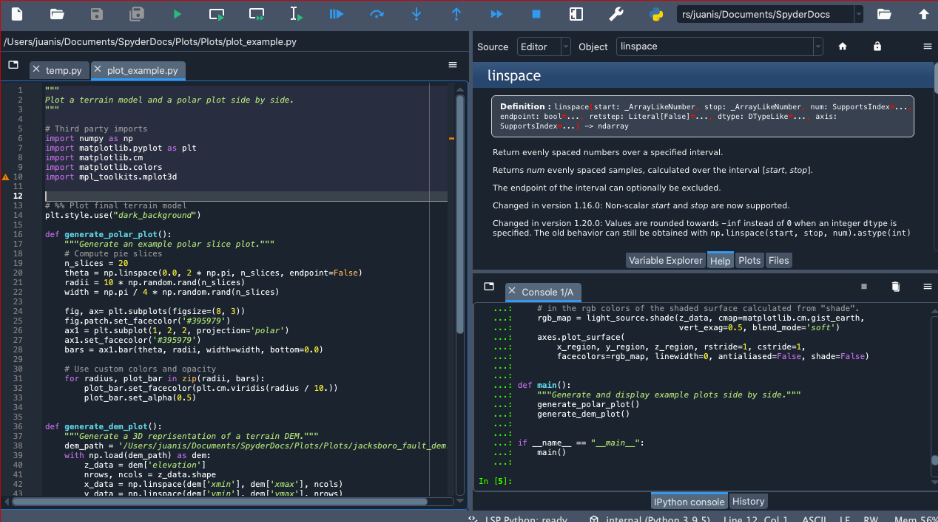 rs/juanis/Documents/SpyderDocs
/Users/juanis/Documents/SpyderDocs/Plots/Plots/plot_example.py
temp.py
plot_example.py
1 """
2 Plot a terrain model and a polar plot side by side.
3 """
4
5 # Third party imports
6 import numpy as np
7 import matplotlib.pyplot as plt
8 import matplotlib.cm
9 import matplotlib.colors
10 import mpl_toolkits.mplot3d
11
12
13 # %% Plot final terrain model
14 plt.style.use("dark_background")
15
16 def generate_polar_plot():
17 """Generate an example polar slice plot."""
18 # Compute pie slices
19 n_slices = 20
20 theta = np.linspace(0.0, 2 * np.pi, n_slices, endpoint=False)
21 radii = 10 * np.random.rand(n_slices)
22 width = np.pi / 4 * np.random.rand(n_slices)
23
24 fig, ax= plt.subplots(figsize=(8, 3))
25 fig.patch.set_facecolor('#395979')
26 ax1 = plt.subplot(1, 2, 2, projection='polar')
27 ax1.set_facecolor('#395979')
28 bars = ax1.bar(theta, radii, width=width, bottom=0.0)
29
30 # Use custom colors and opacity
31 for radius, plot_bar in zip(radii, bars):
32 plot_bar.set_facecolor(plt.cm.viridis(radius / 10.))
33 plot_bar.set_alpha(0.5)
34
35
36 def generate_dem_plot():
37 """Generate a 3D reprisentation of a terrain DEM."""
38 dem_path = '/Users/juanis/Documents/SpyderDocs/Plots/Plots/jacksboro_fault_dem
39 with np.load(dem_path) as dem:
40 z_data = dem['elevation']
41 nrows, ncols = z_data.shape
42 x_data = np.linspace(dem['xmin'], dem['xmax'], ncols)
43 y_data = np.linspace(dem['ymin'], dem['ymax'], nrows)
Source Editor Object linspace
linspace
Definition : linspace(start: _ArrayLikeNumber, stop: _ArrayLikeNumber, num: SupportsIndex=...,
endpoint: bool=..., retstep: Literal[False]=..., dtype: DTypeLike=..., axis:
SupportsIndex=...) -> ndarray
Return evenly spaced numbers over a specified interval.
Returns num evenly spaced samples, calculated over the interval [start, stop].
The endpoint of the interval can optionally be excluded.
Changed in version 1.16.0: Non-scalar start and stop are now supported.
Changed in version 1.20.0: Values are rounded towards -inf instead of 0 when an integer dtype is
specified. The old behavior can still be obtained with np.linspace(start, stop, num).astype(int)
Variable Explorer Help Plots Files
Console 1/A
...: # in the rgb colors of the shaded surface calculated from "shade".
...: rgb_map = light_source.shade(z_data, cmap=matplotlib.cm.gist_earth,
...: vert_exag=0.5, blend_mode='soft')
...: axes.plot_surface(
...: x_region, y_region, z_region, rstride=1, cstride=1,
...: facecolors=rgb_map, linewidth=0, antialiased=False, shade=False)
...:
...:
...: def main():
...: """Generate and display example plots side by side."""
...: generate_polar_plot()
...: generate_dem_plot()
...:
...:
...: if __name__ == "__main__":
...: main()
...:
In [5]:
IPython console History
LSP Python: ready internal (Python 3.9.5) Line 12, Col 1 ASCII LF RW Mem 56%